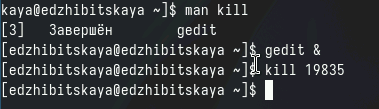 kaya@edzhibitskaya ~]$ man kill
[3]   Завершён        gedit
[edzhibitskaya@edzhibitskaya ~]$ gedit &
[edzhibitskaya@edzhibitskaya ~]$ kill 19835
[edzhibitskaya@edzhibitskaya ~]$